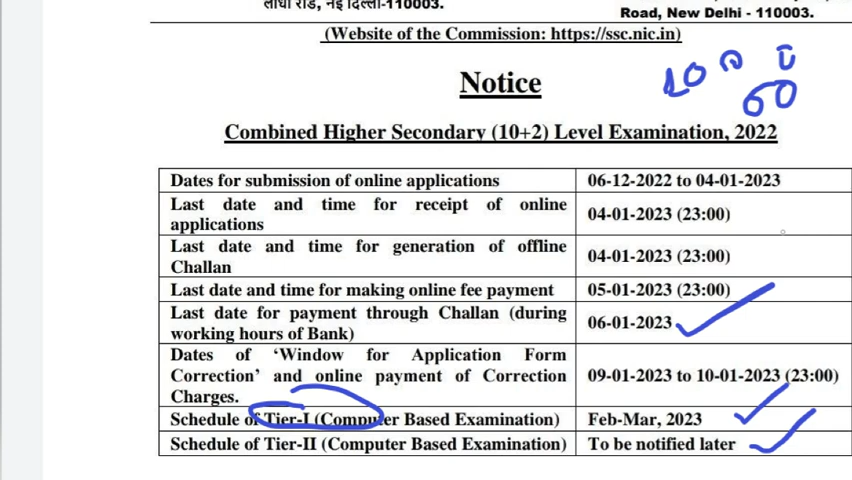 लोधी रोड, नई दिल्ली-110003.
Road, New Delhi - 110003.
(Website of the Commission: https://ssc.nic.in)
Notice
60
Combined Higher Secondary (10+2) Level Examination, 2022
Dates for submission of online applications 06-12-2022 to 04-01-2023
Last date and time for receipt of online
applications 04-01-2023 (23:00)
Last date and time for generation of offline
Challan 04-01-2023 (23:00)
Last date and time for making online fee payment 05-01-2023 (23:00)
Last date for payment through Challan (during
working hours of Bank) 06-01-2023
Dates of ‘Window for Application Form
Correction’ and online payment of Correction
Charges. 09-01-2023 to 10-01-2023 (23:00)
Schedule of Tier-I (Computer Based Examination) Feb-Mar, 2023
Schedule of Tier-II (Computer Based Examination) To be notified later